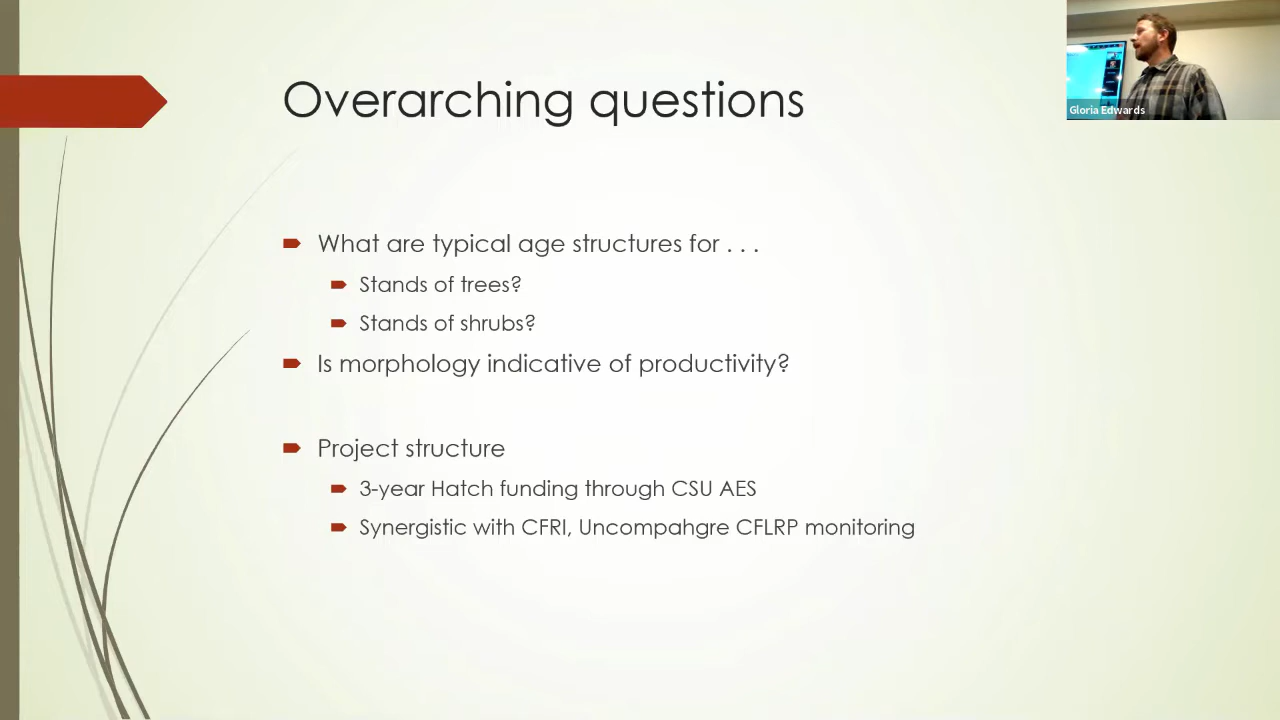 Overarching questions
Gloria Edwards
What are typical age structures for . . .
Stands of trees?
Stands of shrubs?
Is morphology indicative of productivity?
Project structure
3-year Hatch funding through CSU AES
Synergistic with CFRI, Uncompahgre CFLRP monitoring